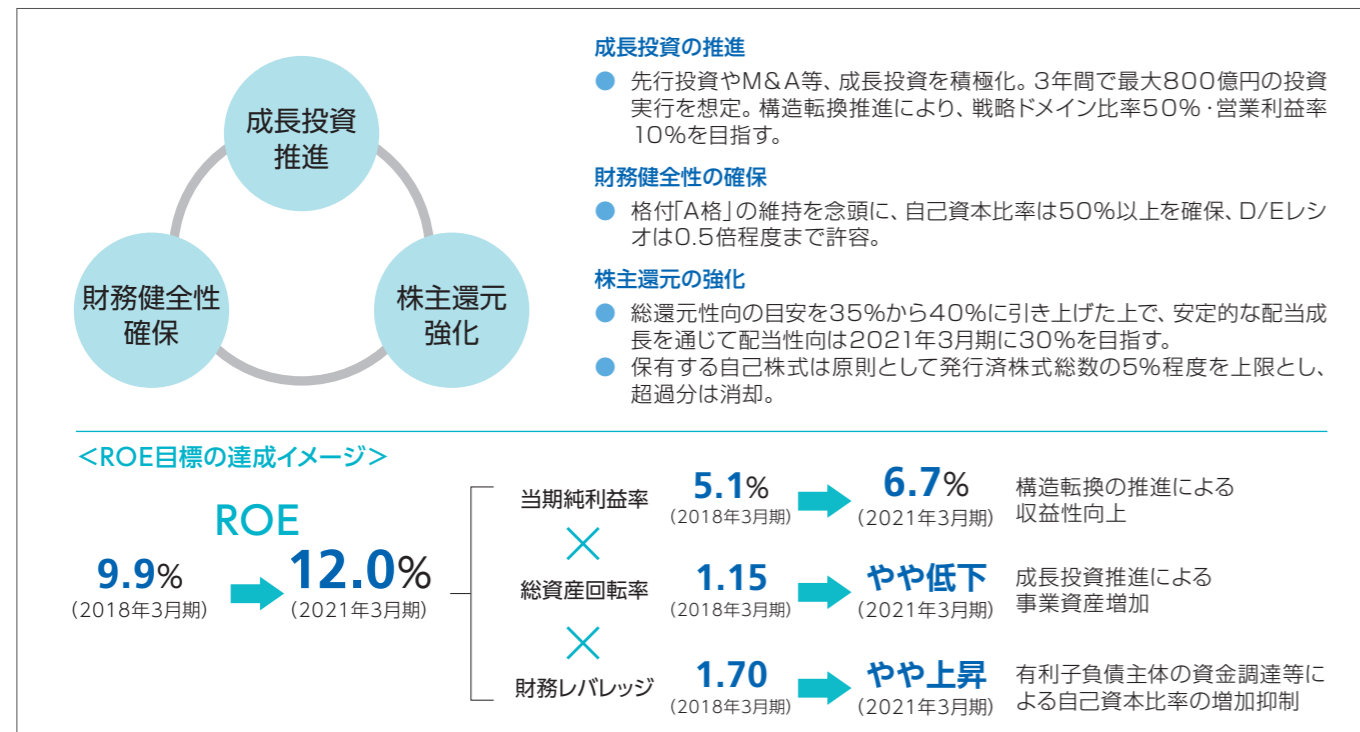 成長投資
推進
財務健全性
確保
株主還元
強化
成長投資の推進
● 先行投資やM&A等、成長投資を積極化。3年間で最大800億円の投資
実行を想定。構造転換推進により、戦略ドメイン比率50%・営業利益率
10%を目指す。
財務健全性の確保
● 格付「A格」の維持を念頭に、自己資本比率は50%以上を確保、D/Eレシ
オは0.5倍程度まで許容。
株主還元の強化
● 総還元性向の目安を35%から40%に引き上げた上で、安定的な配当成
長を通じて配当性向は2021年3月期に30%を目指す。
● 保有する自己株式は原則として発行済株式総数の5%程度を上限とし、
超過分は消却。
<ROE目標の達成イメージ>
ROE
9.9%
(2018年3月期)
12.0%
(2021年3月期)
当期純利益率
5.1%
(2018年3月期)
6.7%
(2021年3月期)
構造転換の推進による
収益性向上
×
総資産回転率
1.15
(2018年3月期)
やや低下
(2021年3月期)
成長投資推進による
事業資産増加
×
財務レバレッジ
1.70
(2018年3月期)
やや上昇
(2021年3月期)
有利子負債主体の資金調達等に
よる自己資本比率の増加抑制